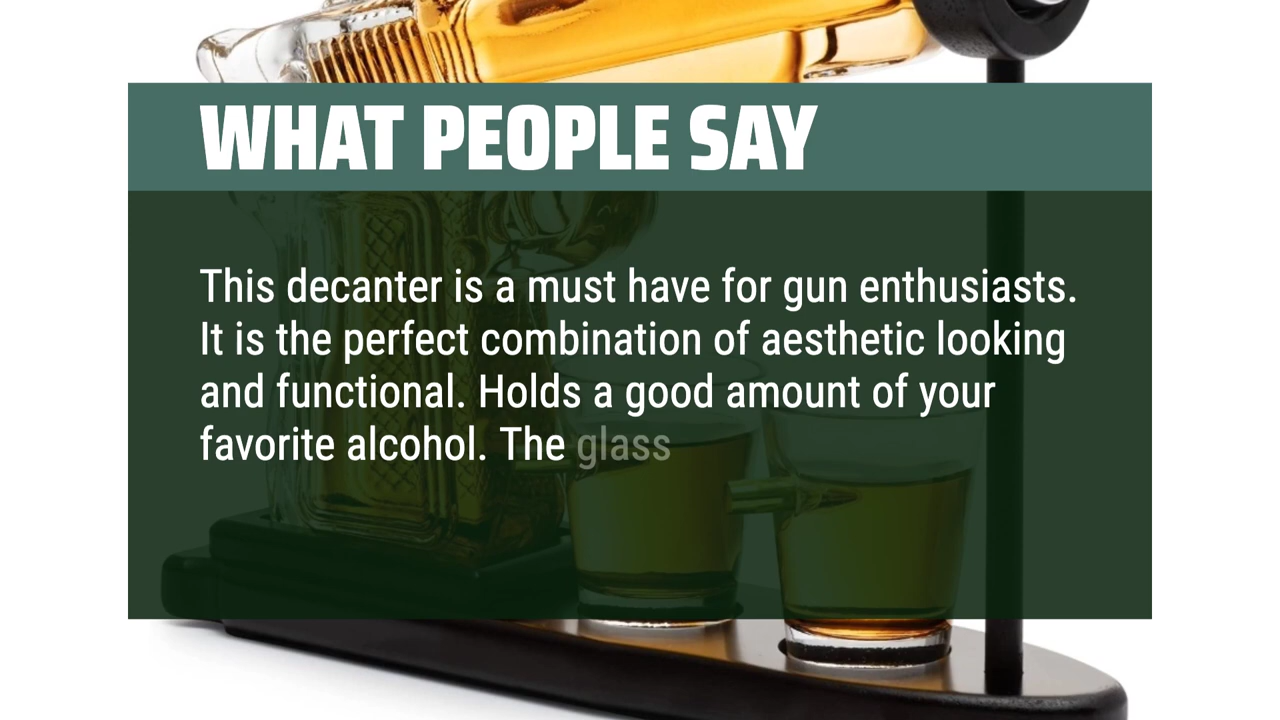 WHAT PEOPLE SAY
This decanter is a must have for gun enthusiasts.
It is the perfect combination of aesthetic looking
and functional. Holds a good amount of your
favorite alcohol. The glass